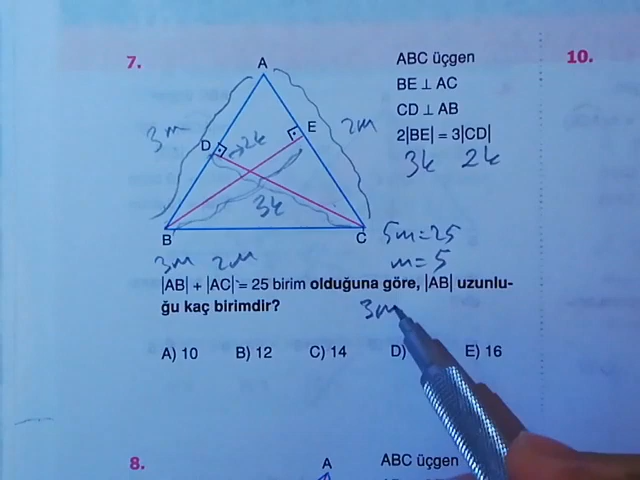 7.
ABC üçgen
BE ⊥ AC
CD ⊥ AB
2|BE| = 3|CD|
3k 2k
A
3m
2m
D
E
→2k
3k
B
C
5m=25
m=5
3m 2m
|AB| + |AC| = 25 birim olduğuna göre, |AB| uzunlu-
ğu kaç birimdir?
3m
A) 10 B) 12 C) 14 D) E) 16
10.
8.
A
ABC üçgen